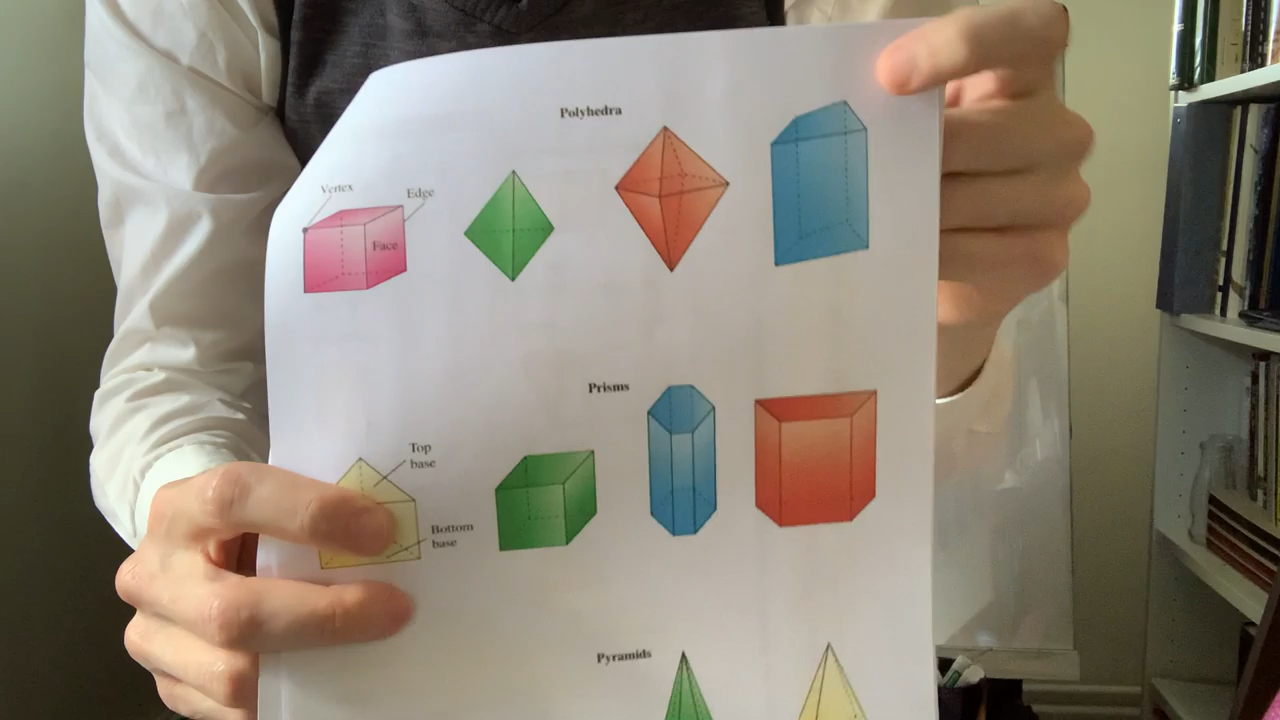 Polyhedra
Vertex
Edge
Face
Prisms
Top
base
Bottom
base
Pyramids